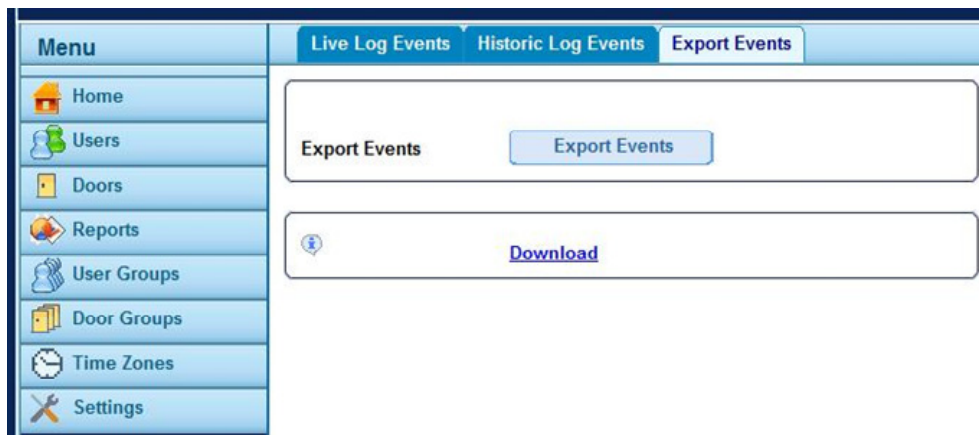 Menu
Home
Users
Doors
Reports
User Groups
Door Groups
Time Zones
Settings
Live Log Events Historic Log Events Export Events
Export Events Export Events
Download